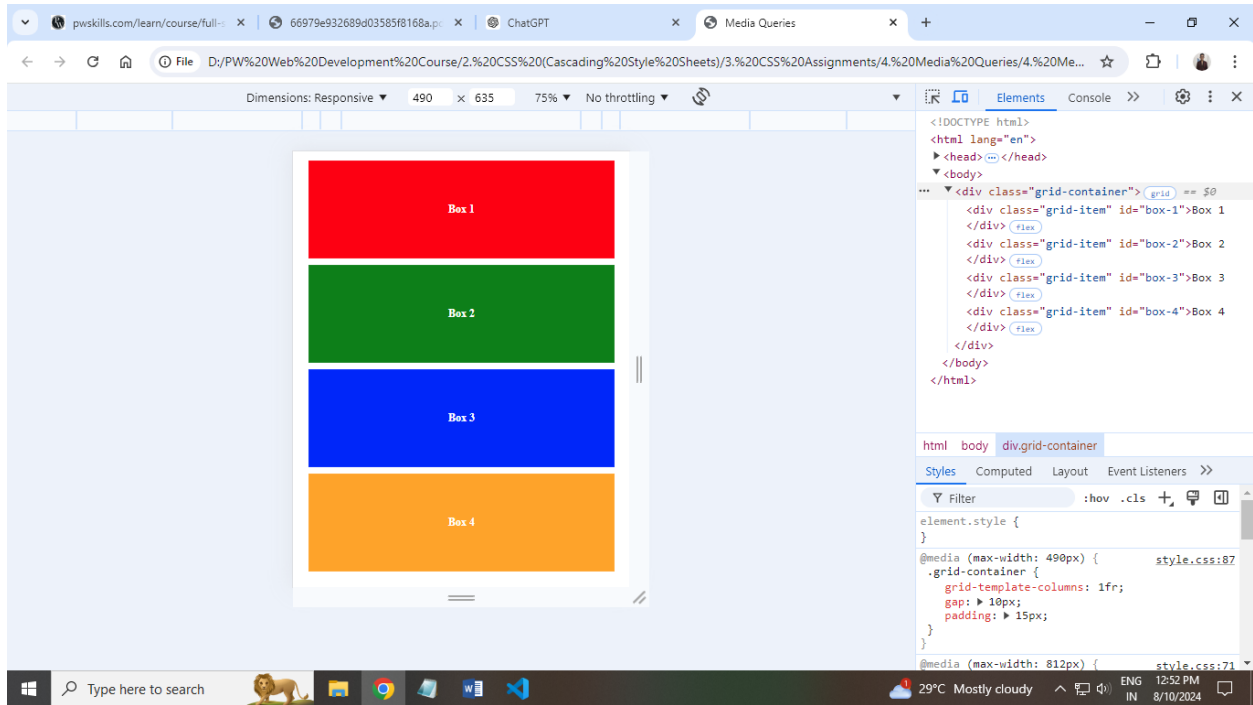 pwskills.com/learn/course/full-s
66979e932689d03585f8168a.pc
ChatGPT
Media Queries
File
D:/PW%20Web%20Development%20Course/2.%20CSS%20(Cascading%20Style%20Sheets)/3.%20CSS%20Assignments/4.%20Media%20Queries/4.%20Me...
Dimensions: Responsive
490 × 635
75%
No throttling
Elements
Console
Box 1
Box 2
Box 3
Box 4
<!DOCTYPE html>
<html lang="en">
<head> ... </head>
<body>
... <div class="grid-container"> grid == $0
<div class="grid-item" id="box-1">Box 1
</div> flex
<div class="grid-item" id="box-2">Box 2
</div> flex
<div class="grid-item" id="box-3">Box 3
</div> flex
<div class="grid-item" id="box-4">Box 4
</div> flex
</div>
</body>
</html>
html body div.grid-container
Styles Computed Layout Event Listeners
Filter :hov .cls
element.style {
}
@media (max-width: 490px) { style.css:87
.grid-container {
grid-template-columns: 1fr;
gap: 10px;
padding: 15px;
}
}
@media (max-width: 812px) { style.css:71
Type here to search
1
29°C Mostly cloudy
ENG
IN
12:52 PM
8/10/2024